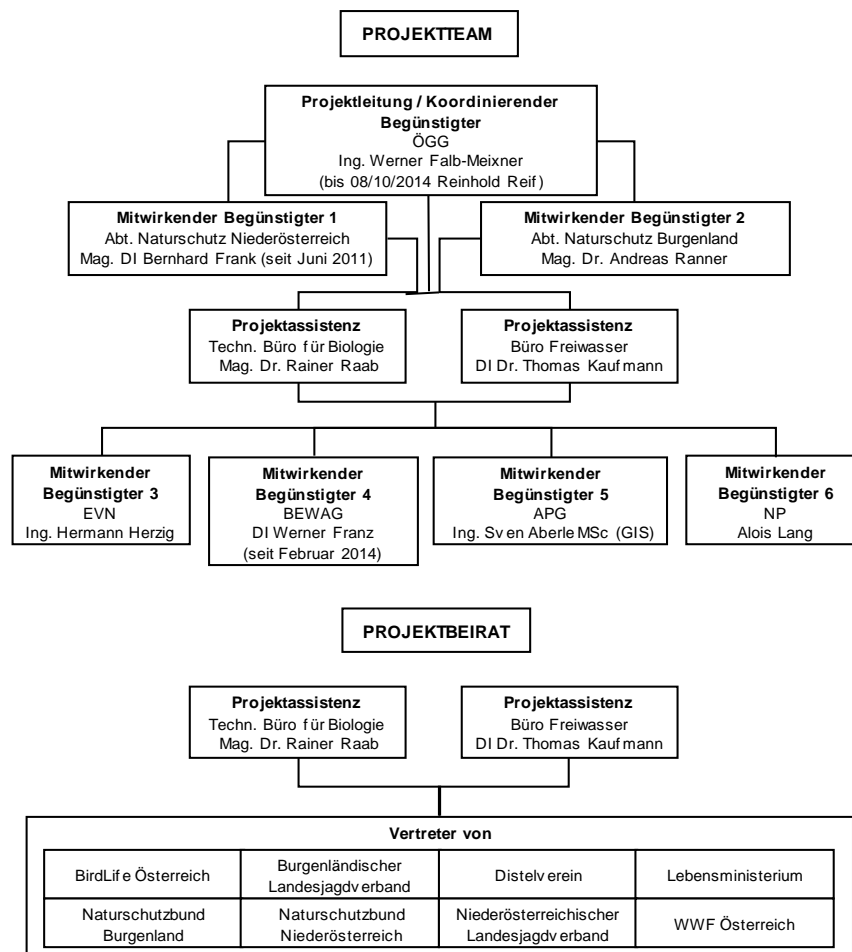 PROJEKTTEAM
Projektleitung / Koordinierender
Begünstigter
ÖGG
Ing. Werner Falb-Meixner
(bis 08/10/2014 Reinhold Reif)
Mitwirkender Begünstigter 1
Abt. Naturschutz Niederösterreich
Mag. DI Bernhard Frank (seit Juni 2011)
Mitwirkender Begünstigter 2
Abt. Naturschutz Burgenland
Mag. Dr. Andreas Ranner
Projektassistenz
Techn. Büro für Biologie
Mag. Dr. Rainer Raab
Projektassistenz
Büro Freiwasser
DI Dr. Thomas Kaufmann
Mitwirkender
Begünstigter 3
EVN
Ing. Hermann Herzig
Mitwirkender
Begünstigter 4
BEWAG
DI Werner Franz
(seit Februar 2014)
Mitwirkender
Begünstigter 5
APG
Ing. Sven Aberle MSc (GIS)
Mitwirkender
Begünstigter 6
NP
Alois Lang
PROJEKTBEIRAT
Projektassistenz
Techn. Büro für Biologie
Mag. Dr. Rainer Raab
Projektassistenz
Büro Freiwasser
DI Dr. Thomas Kaufmann
Vertreter von
BirdLife Österreich
Burgenländischer
Landesjagdverband
Distelverein
Lebensministerium
Naturschutzbund
Burgenland
Naturschutzbund
Niederösterreich
Niederösterreichischer
Landesjagdverband
WWF Österreich